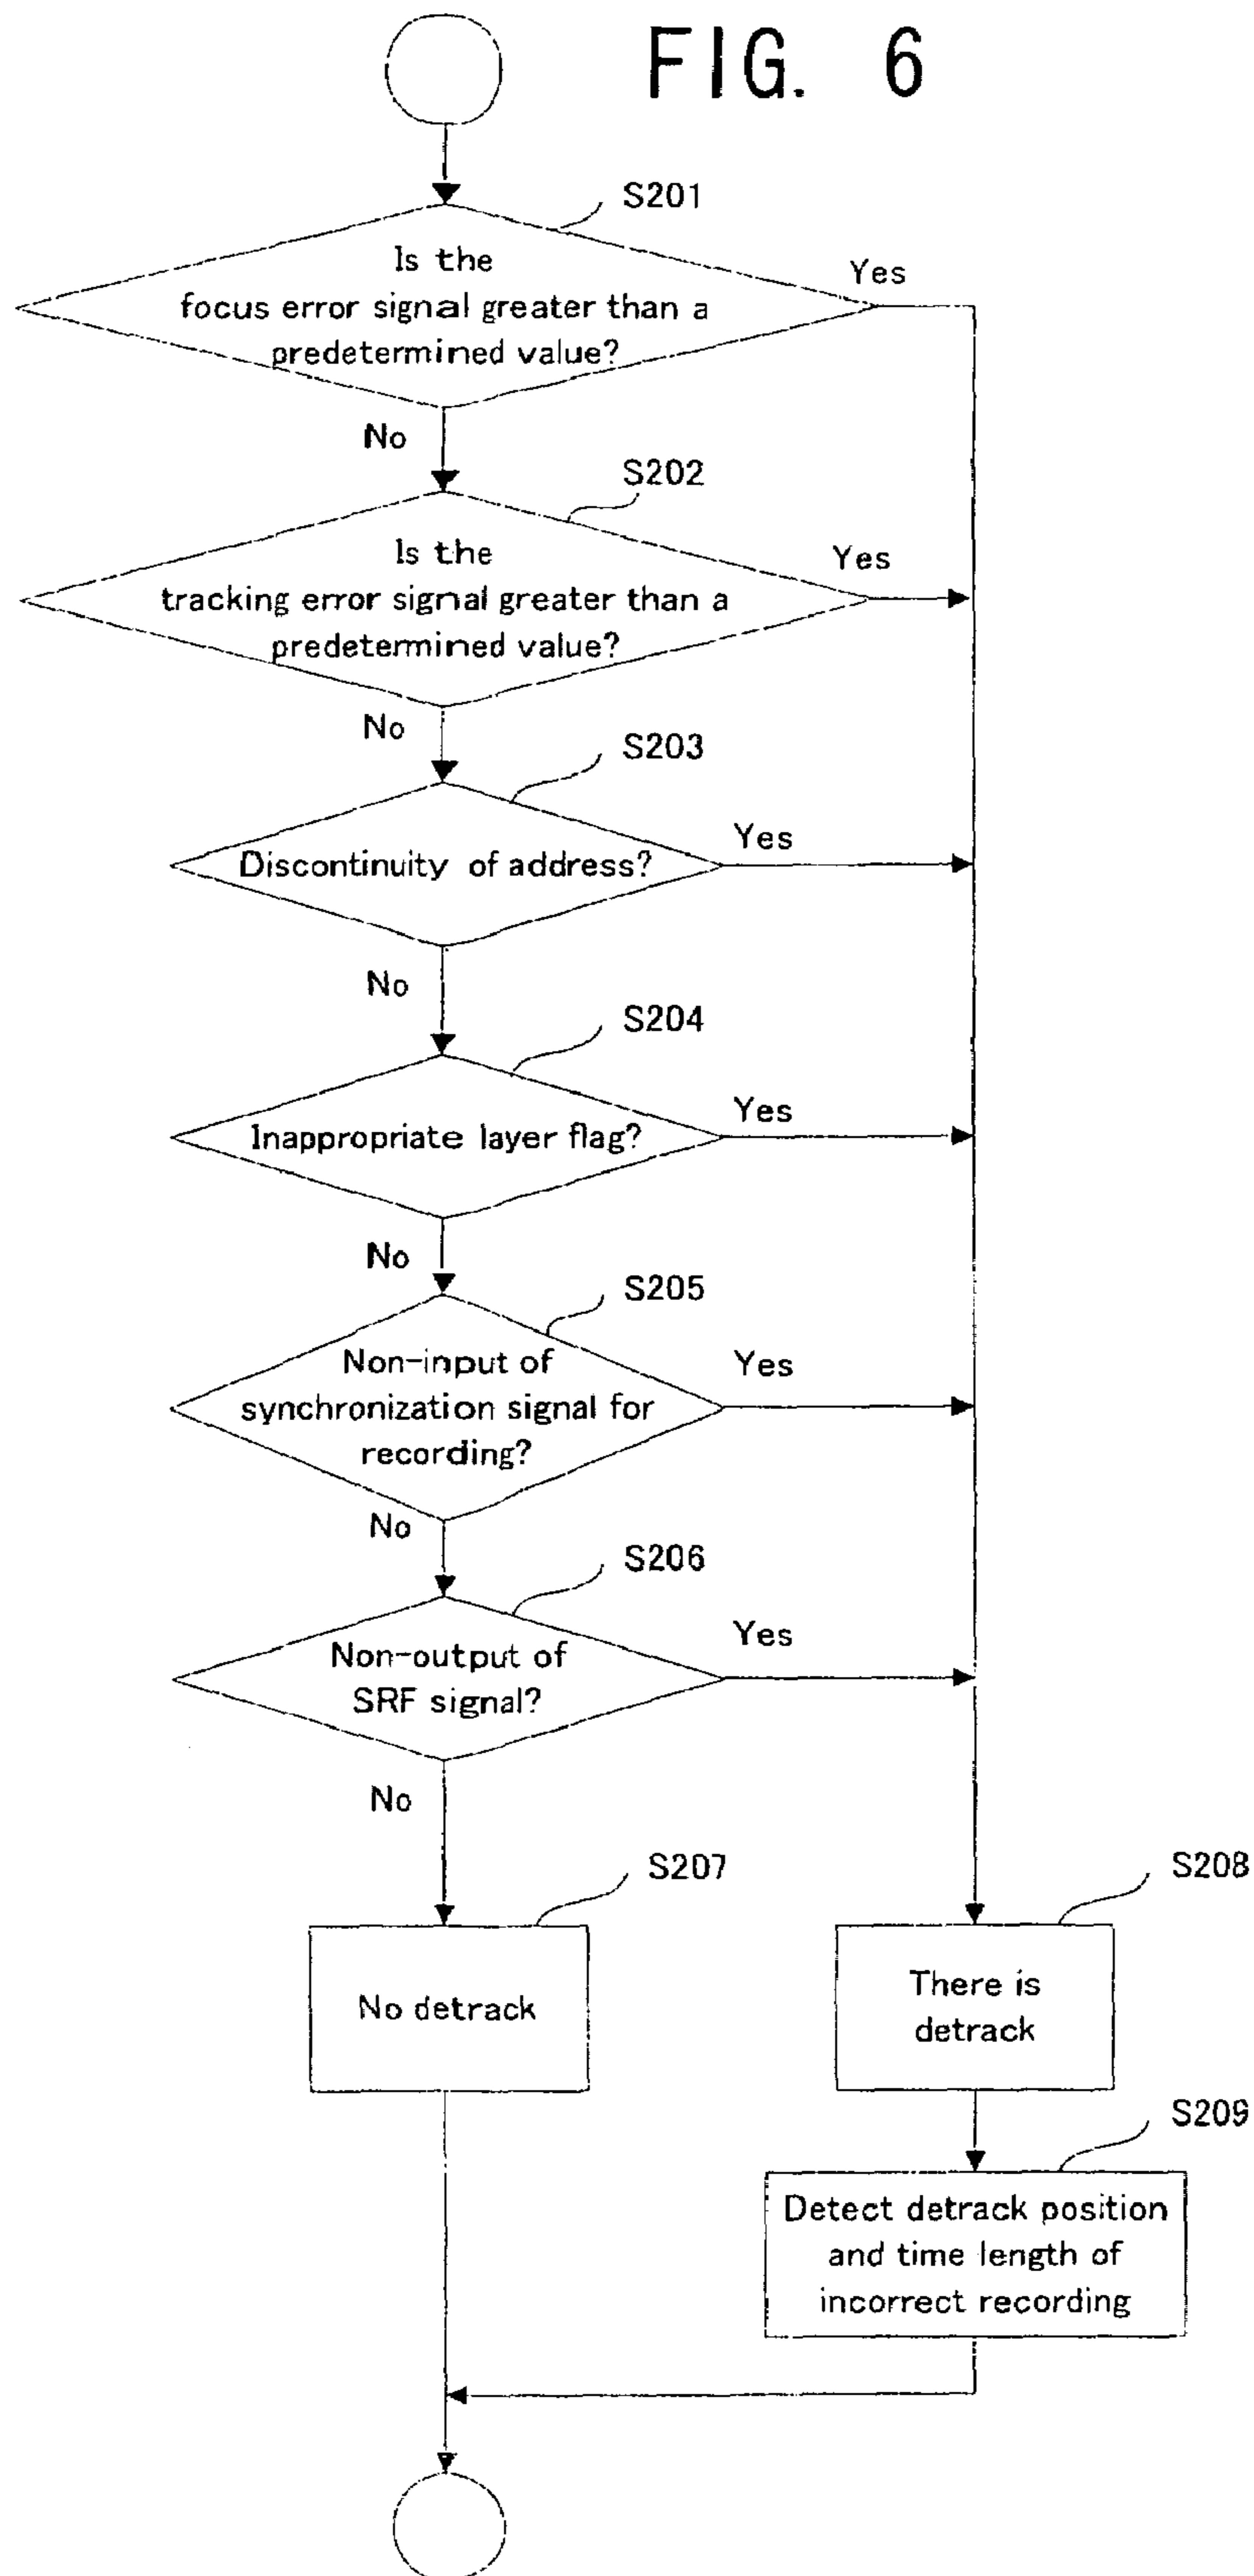 FIG. 6
S201
Is the
focus error signal greater than a
predetermined value?
Yes
No
S202
Is the
tracking error signal greater than a
predetermined value?
Yes
No
S203
Discontinuity of address?
Yes
No
S204
Inappropriate layer flag?
Yes
No
S205
Non-input of
synchronization signal for
recording?
Yes
No
S206
Non-output of
SRF signal?
Yes
No
S207
No detrack
S208
There is
detrack
S209
Detect detrack position
and time length of
incorrect recording